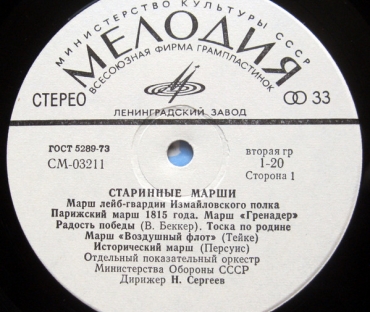 МИНИСТЕРСТВО КУЛЬТУРЫ СССР
МЕЛОДИЯ
ВСЕСОЮЗНАЯ ФИРМА ГРАМПЛАСТИНОК
СТЕРЕО
33
ЛЕНИНГРАДСКИЙ ЗАВОД
ГОСТ 5289-73
СМ-03211
вторая гр
1-20
Сторона 1
СТАРИННЫЕ МАРШИ
Марш лейб-гвардии Измайловского полка
Парижский марш 1815 года. Марш «Гренадер»
Радость победы (В. Беккер). Тоска по родине
Марш «Воздушный флот» (Тейке)
Исторический марш (Персуис)
Отдельный показательный оркестр
Министерства Обороны СССР
Дирижер Н. Сергеев